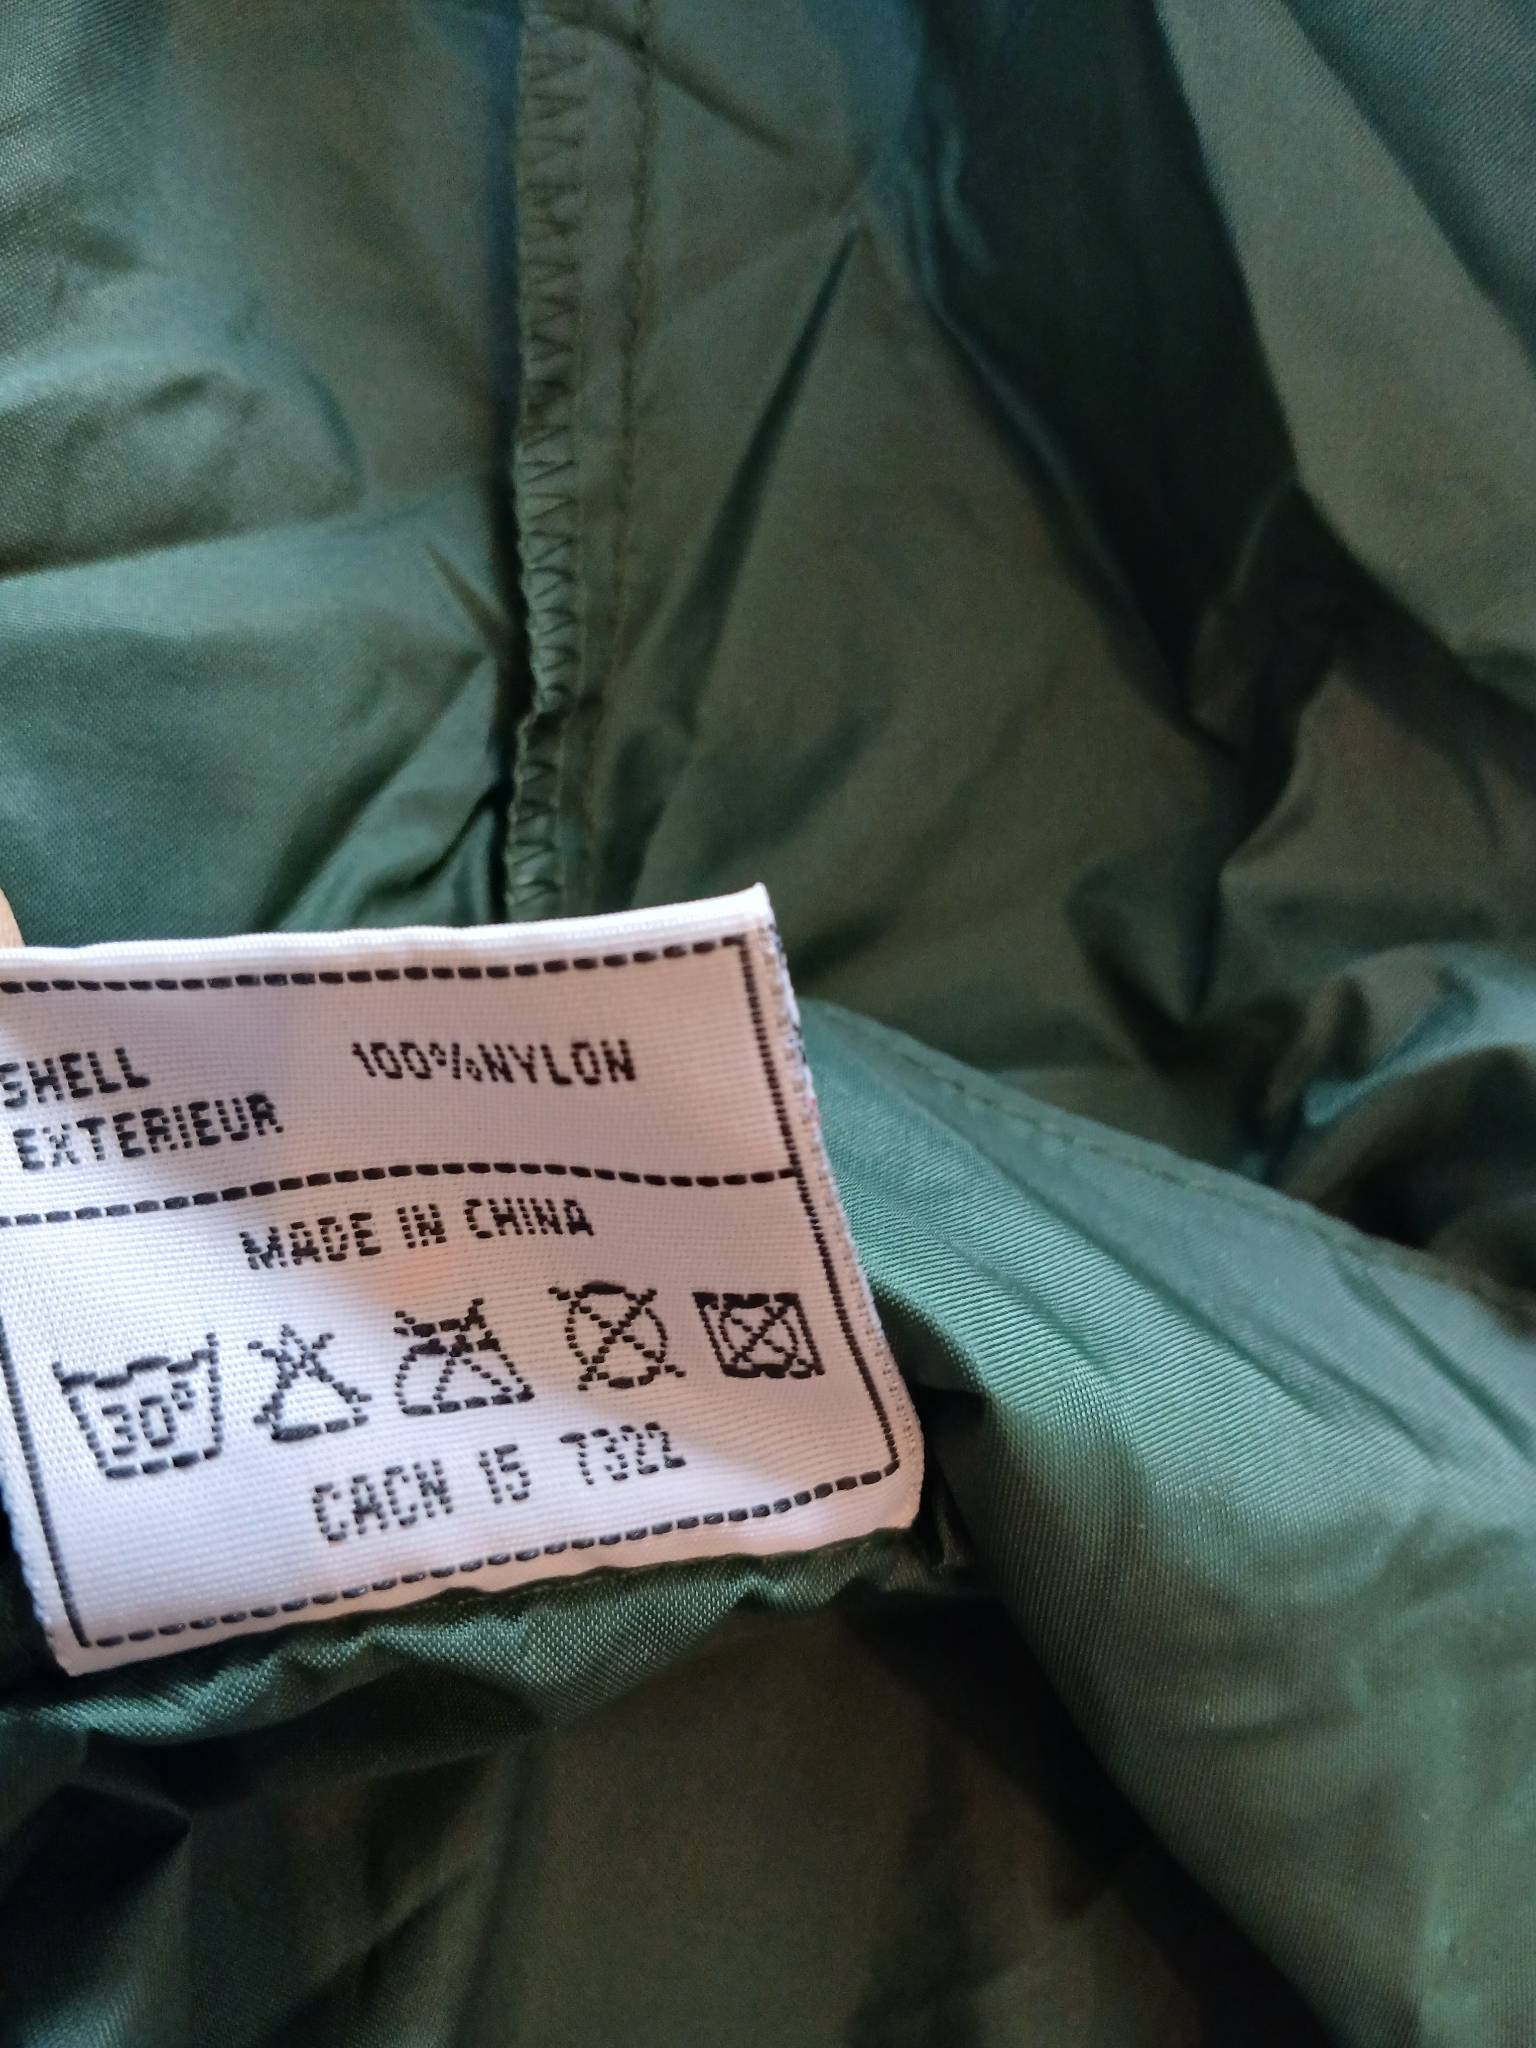 SHELL 100%NYLON
EXTERIEUR
MADE IN CHINA
30°
CACN 15 T322